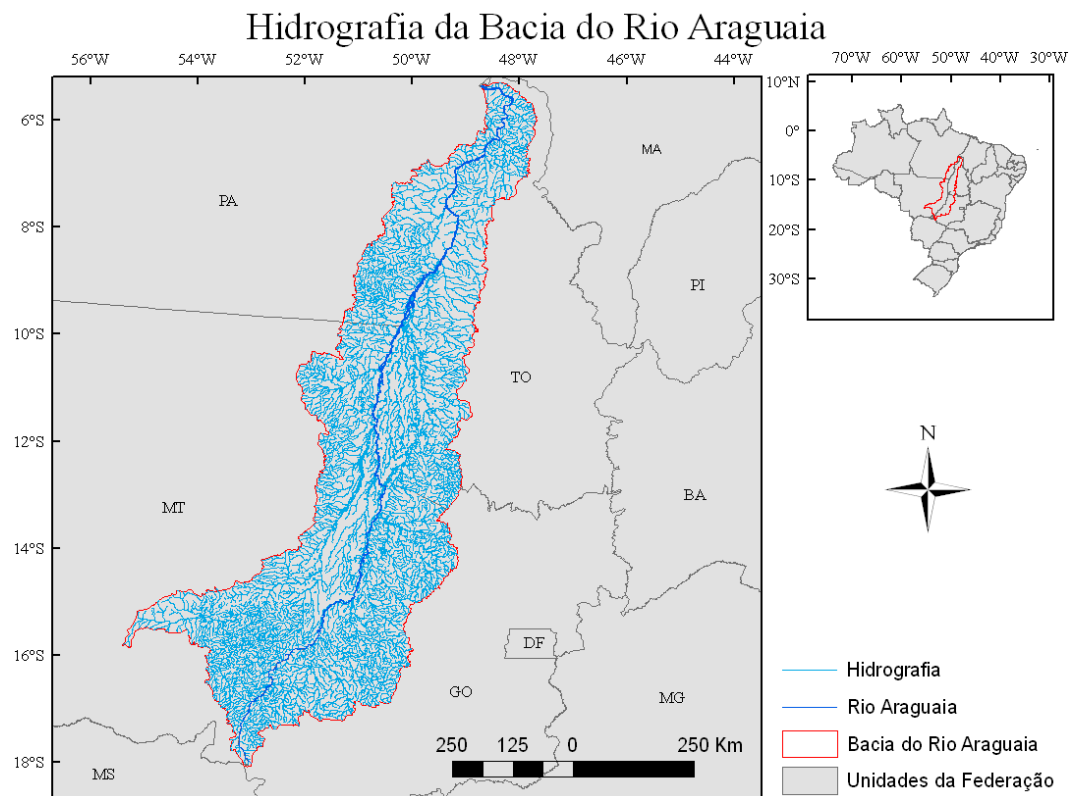 Hidrografia da Bacia do Rio Araguaia
56°W 54°W 52°W 50°W 48°W 46°W 44°W
70°W 60°W 50°W 40°W 30°W
10°N
0°
10°S
20°S
30°S
6°S
8°S
10°S
12°S
14°S
16°S
18°S
MA
PA
PI
TO
BA
MT
DF
GO
MG
MS
N
250 125 0 250 Km
Hidrografia
Rio Araguaia
Bacia do Rio Araguaia
Unidades da Federação